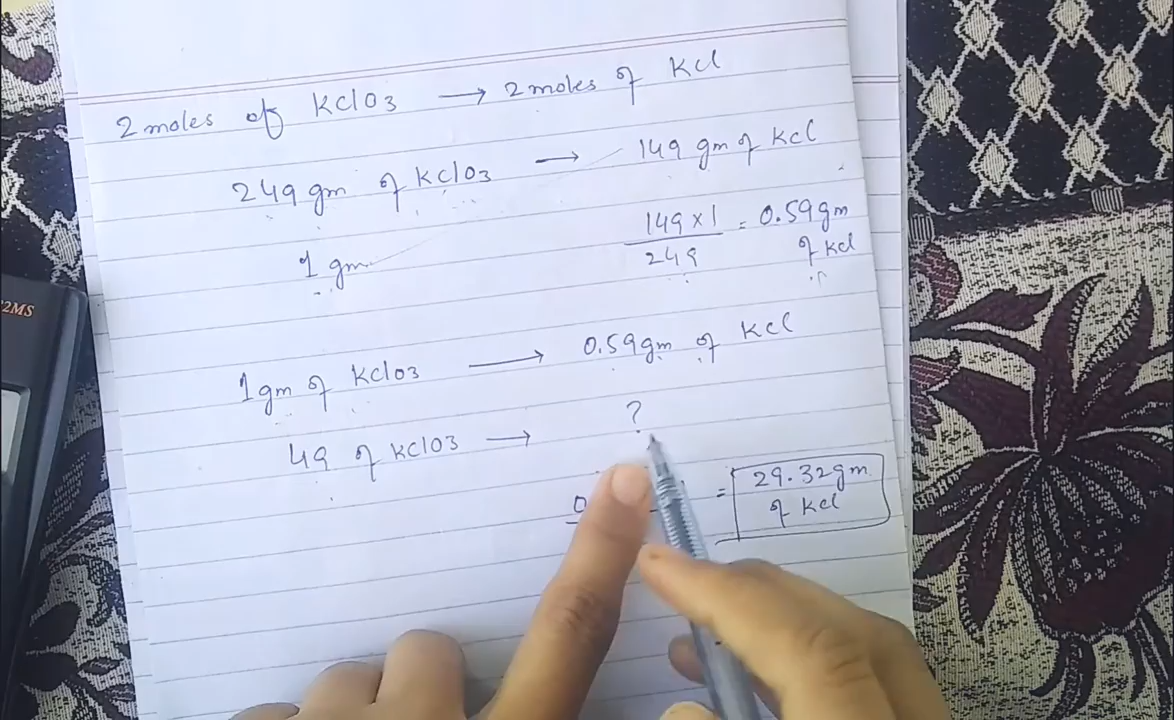 2 moles of KClO3 → 2 moles of KCl
249 gm of KClO3 → 149 gm of KCl
1 gm 149 x 1 / 249 = 0.59 gm of KCl
1 gm of KClO3 → 0.59 gm of KCl
49 of KClO3 → ?
= 29.32 gm of KCl
2MS